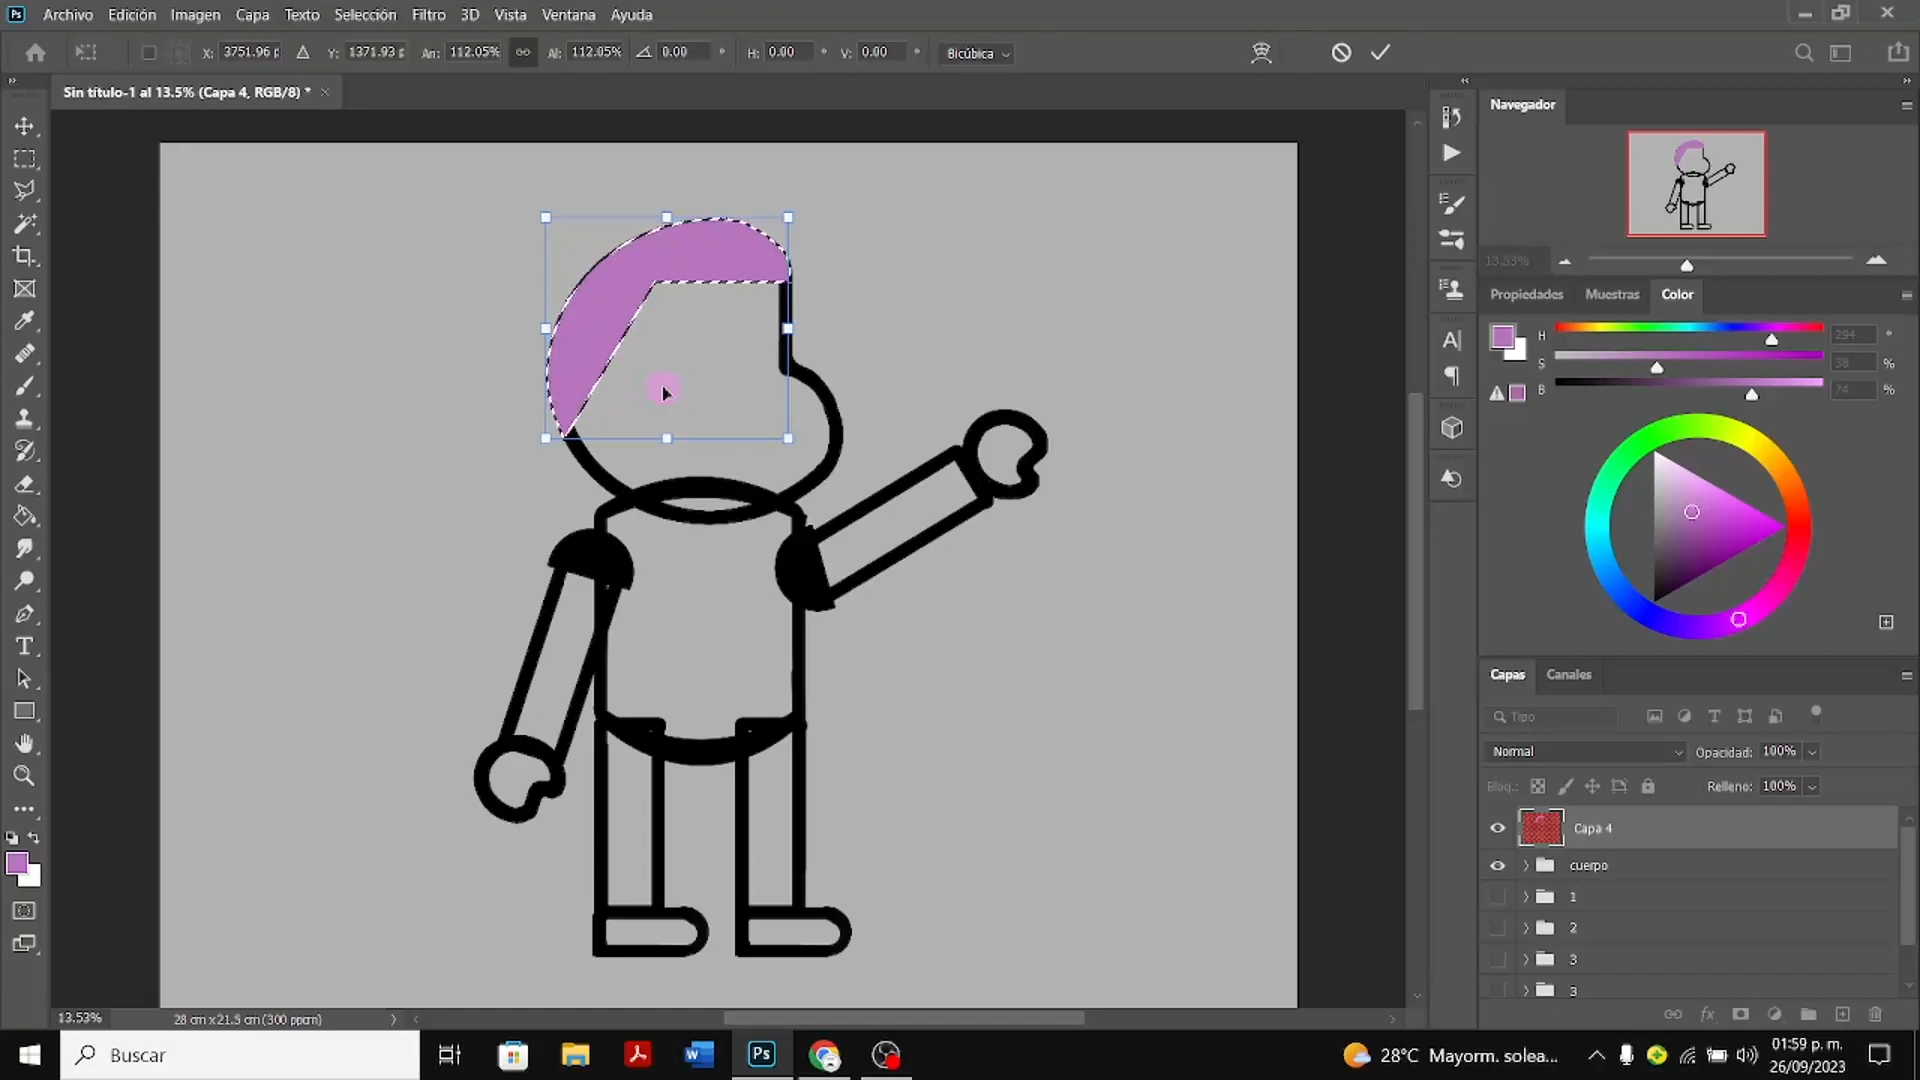 Ps Archivo Edición Imagen Capa Texto Selección Filtro 3D Vista Ventana Ayuda
X: 3751.96 p Y: 1371.93 p An: 112.05% Al: 112.05% 0.00 ° H: 0.00 ° V: 0.00 ° Bicúbica
Sin título-1 al 13.5% (Capa 4, RGB/8) *
Navegador
13.53%
Propiedades Muestras Color
H 294 °
S 38 %
B 74 %
Capas Canales
Tipo
Normal Opacidad: 100%
Bloq.: Relleno: 100%
Capa 4
cuerpo
1
2
3
3
13.53% 28 cm x 21.5 cm (300 ppcm)
Buscar
28°C Mayorm. solea...
01:59 p. m.
26/09/2023